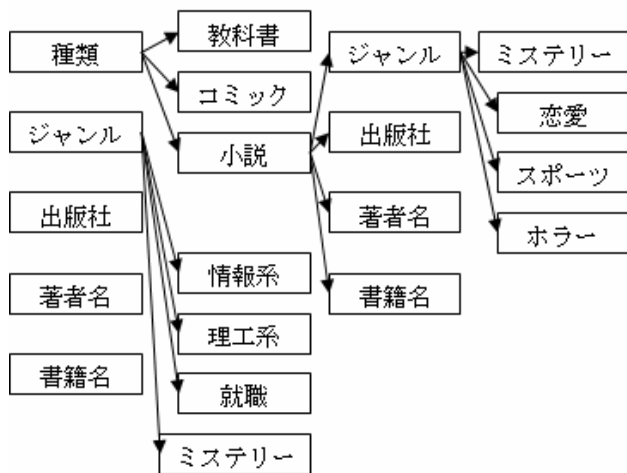 種類
ジャンル
出版社
著者名
書籍名
教科書
コミック
小説
情報系
理工系
就職
ミステリー
ジャンル
出版社
著者名
書籍名
ミステリー
恋愛
スポーツ
ホラー